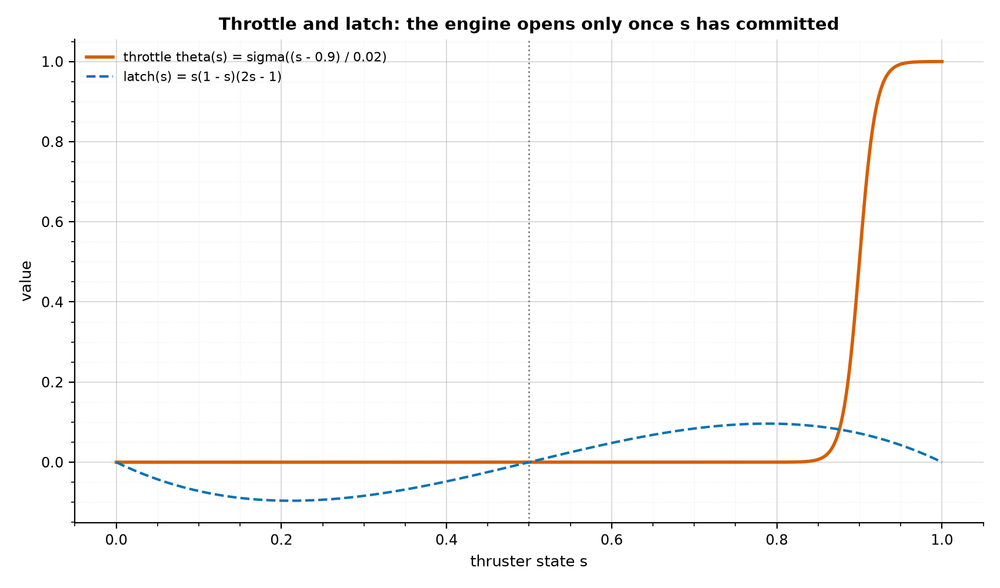 Throttle and latch: the engine opens only once s has committed
throttle theta(s) = sigma((s - 0.9) / 0.02)
latch(s) = s(1 - s)(2s - 1)
1.0
0.8
0.6
0.4
0.2
0.0
value
0.0 0.2 0.4 0.6 0.8 1.0
thruster state s